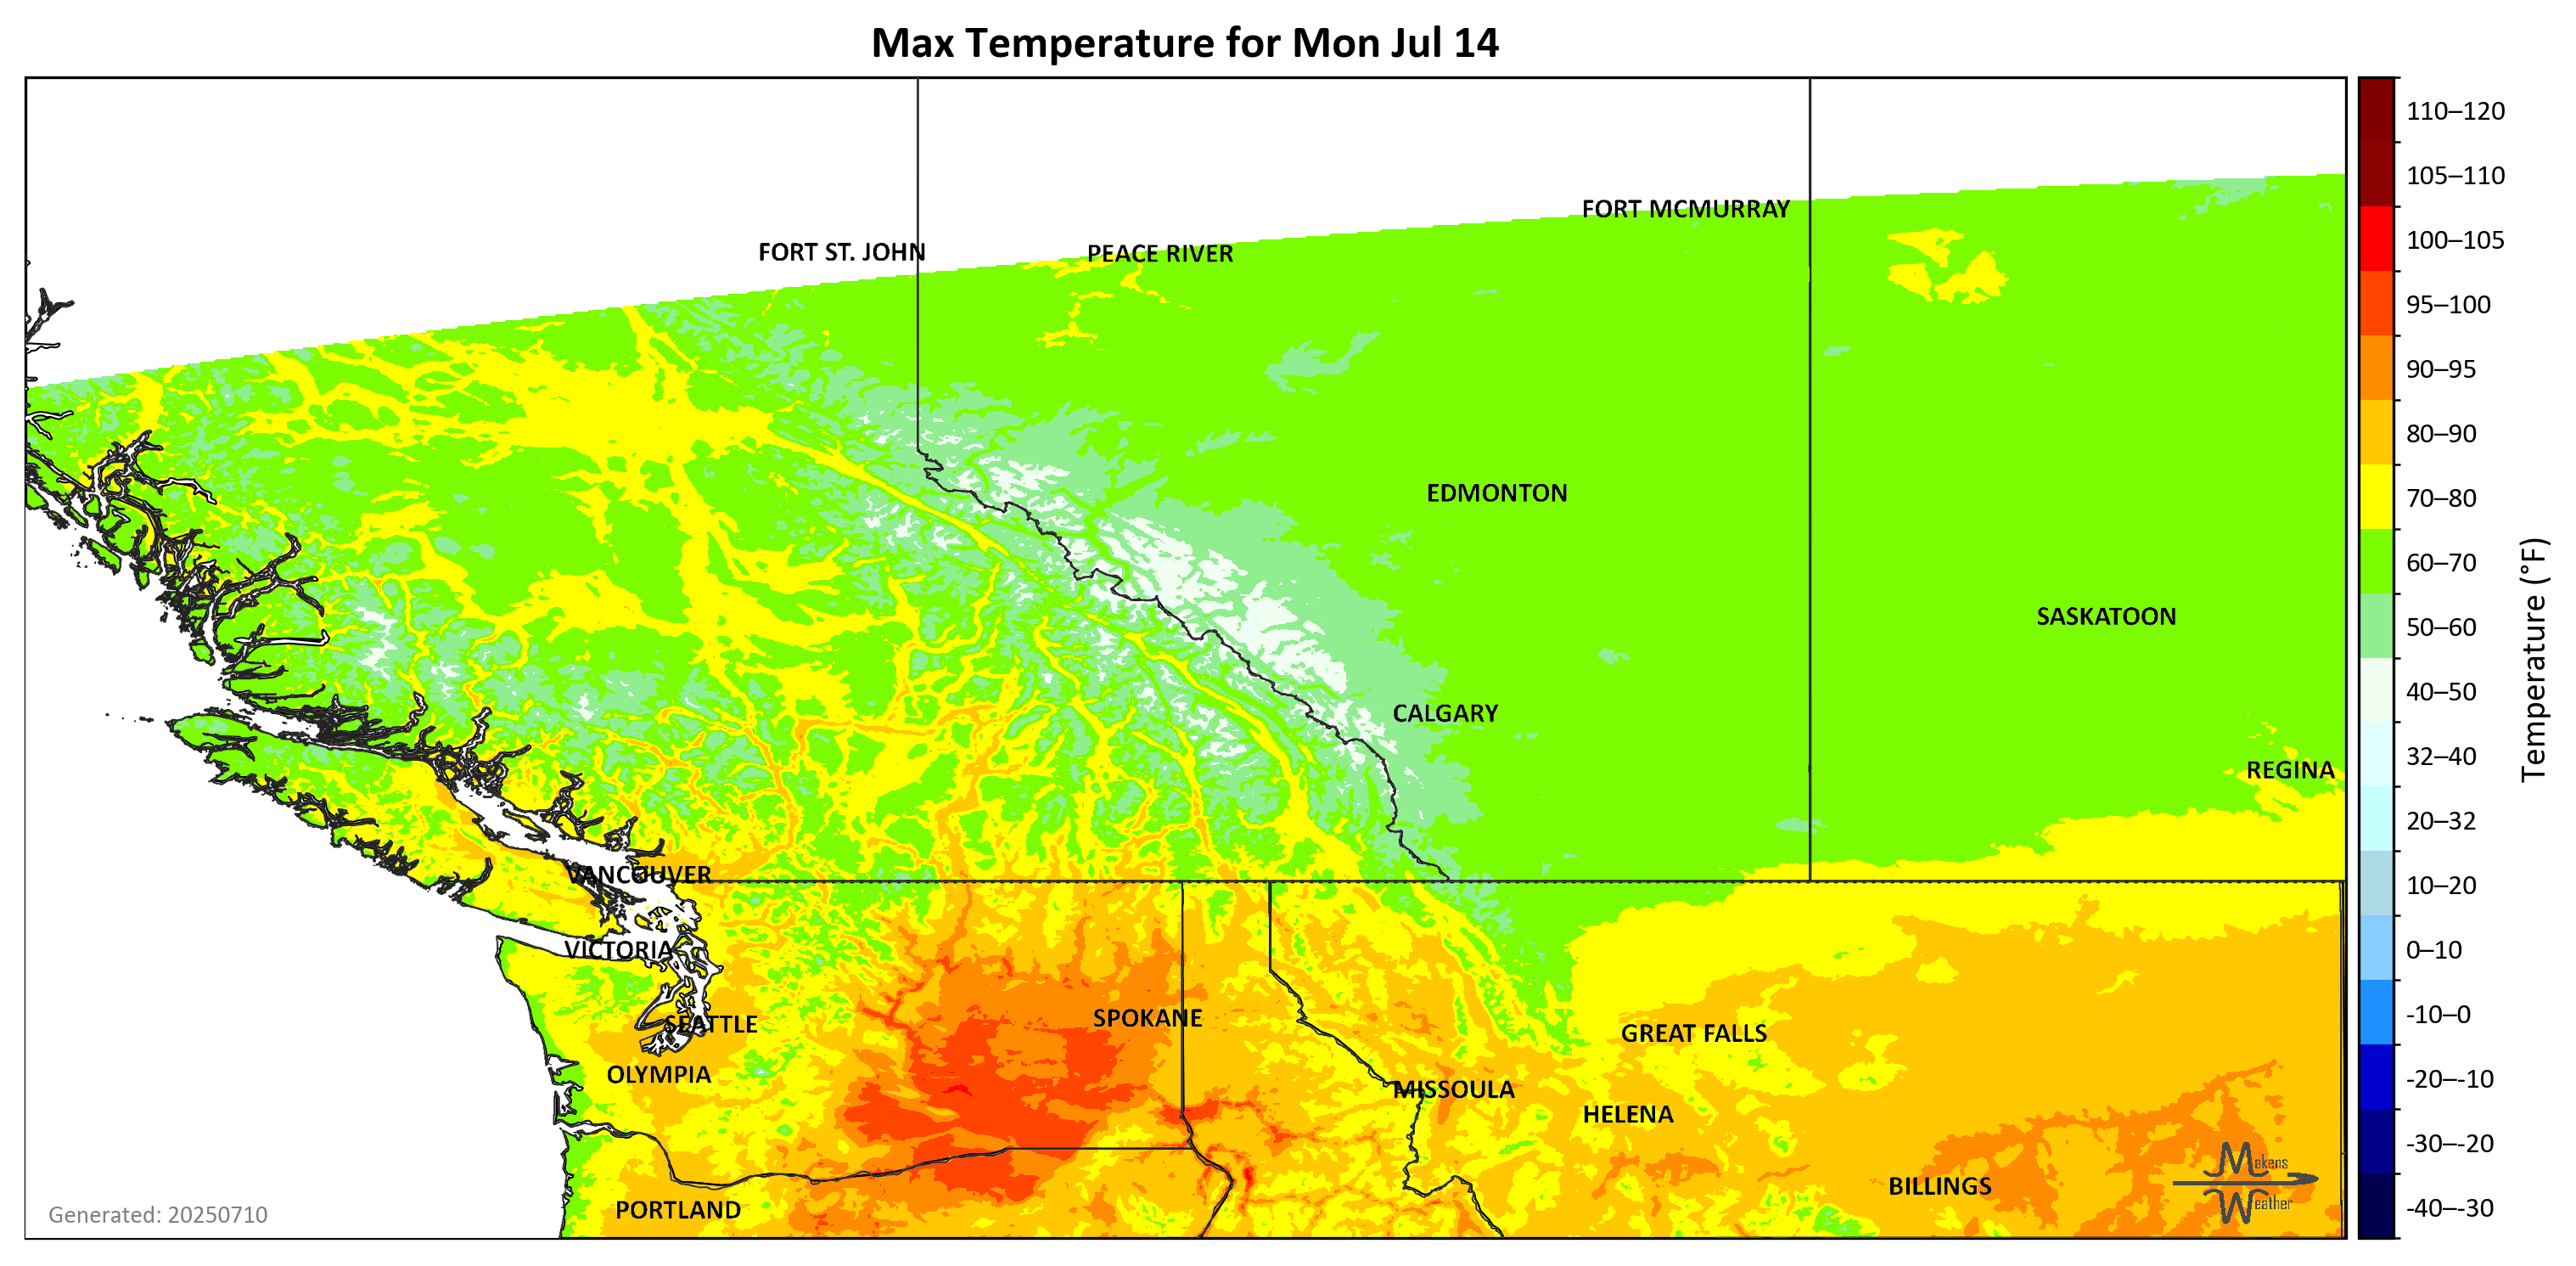 Max Temperature for Mon Jul 14
110–120
105–110
FORT MCMURRAY
100–105
FORT ST. JOHN
PEACE RIVER
95–100
90–95
80–90
EDMONTON
70–80
60–70
SASKATOON
50–60
40–50
CALGARY
32–40
REGINA
Temperature (°F)
20–32
VANCOUVER
10–20
VICTORIA
0–10
SEATTLE
SPOKANE
GREAT FALLS
-10–0
OLYMPIA
MISSOULA
-20–-10
HELENA
-30–-20
Makens
Weather
BILLINGS
PORTLAND
-40–-30
Generated: 20250710